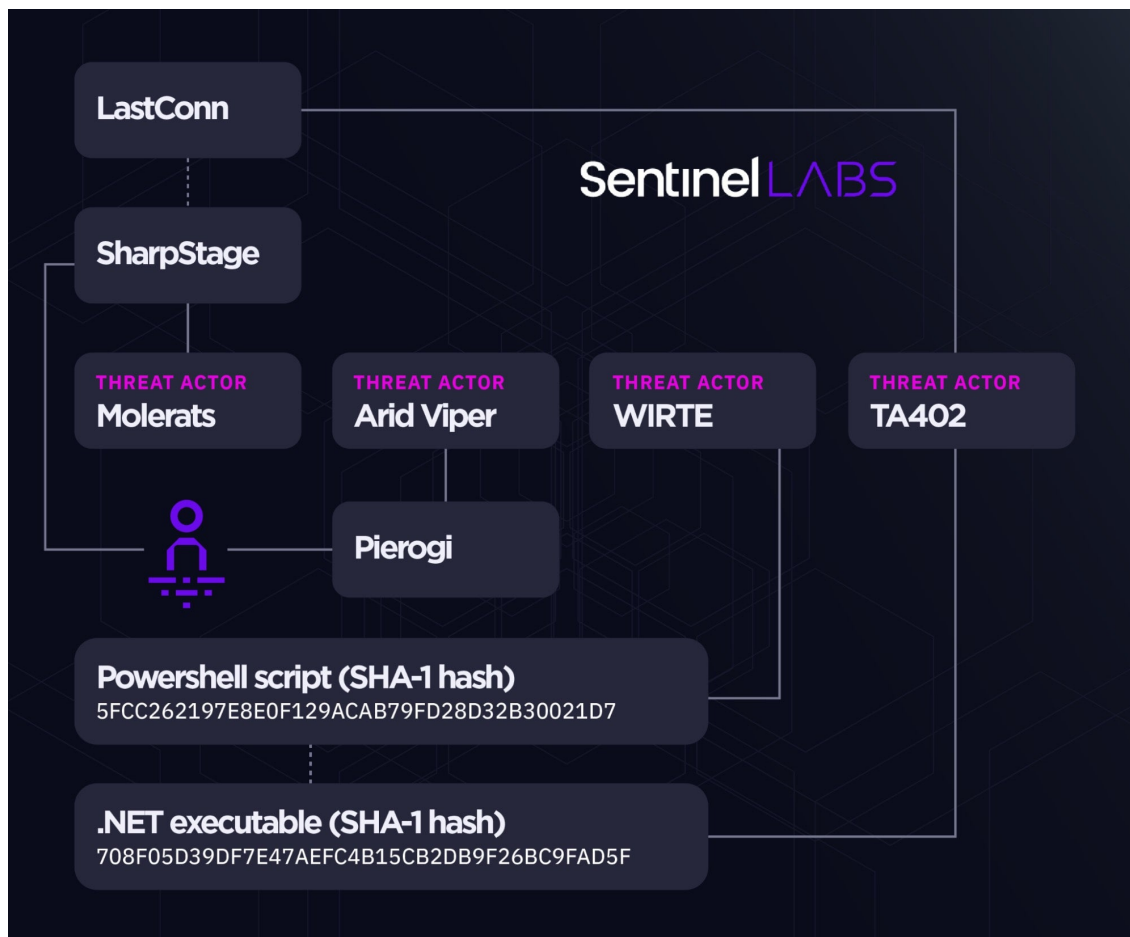 LastConn
SentinelLABS
SharpStage
THREAT ACTOR
Molerats
THREAT ACTOR
Arid Viper
THREAT ACTOR
WIRTE
THREAT ACTOR
TA402
Pierogi
Powershell script (SHA-1 hash)
5FCC262197E8E0F129ACAB79FD28D32B30021D7
.NET executable (SHA-1 hash)
708F05D39DF7E47AEFC4B15CB2DB9F26BC9FAD5F